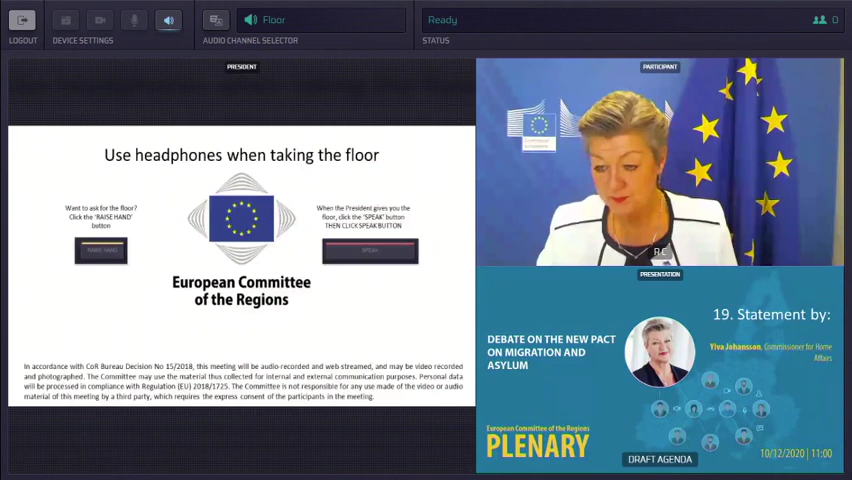 Floor
Ready
0
LOGOUT
DEVICE SETTINGS
AUDIO CHANNEL SELECTOR
STATUS
PRESIDENT
PARTICIPANT
Use headphones when taking the floor
Want to ask for the floor?
Click the 'RAISE HAND'
button
RAISE HAND
When the President gives you the
floor, click the 'SPEAK' button
THEN CLICK SPEAK BUTTON
SPEAK
European Committee
of the Regions
In accordance with CoR Bureau Decision No 15/2018, this meeting will be audio-recorded and web streamed, and may be video recorded
and photographed. The Committee may use the material thus collected for internal and external communication purposes. Personal data
will be processed in compliance with Regulation (EU) 2018/1725. The Committee is not responsible for any use made of the video or audio
material of this meeting by a third party, which requires the express consent of the participants in the meeting.
R C
PRESENTATION
DEBATE ON THE NEW PACT
ON MIGRATION AND
ASYLUM
19. Statement by:
Ylva Johansson, Commissioner for Home
Affairs
European Committee of the Regions
PLENARY
10/12/2020 | 11:00
DRAFT AGENDA